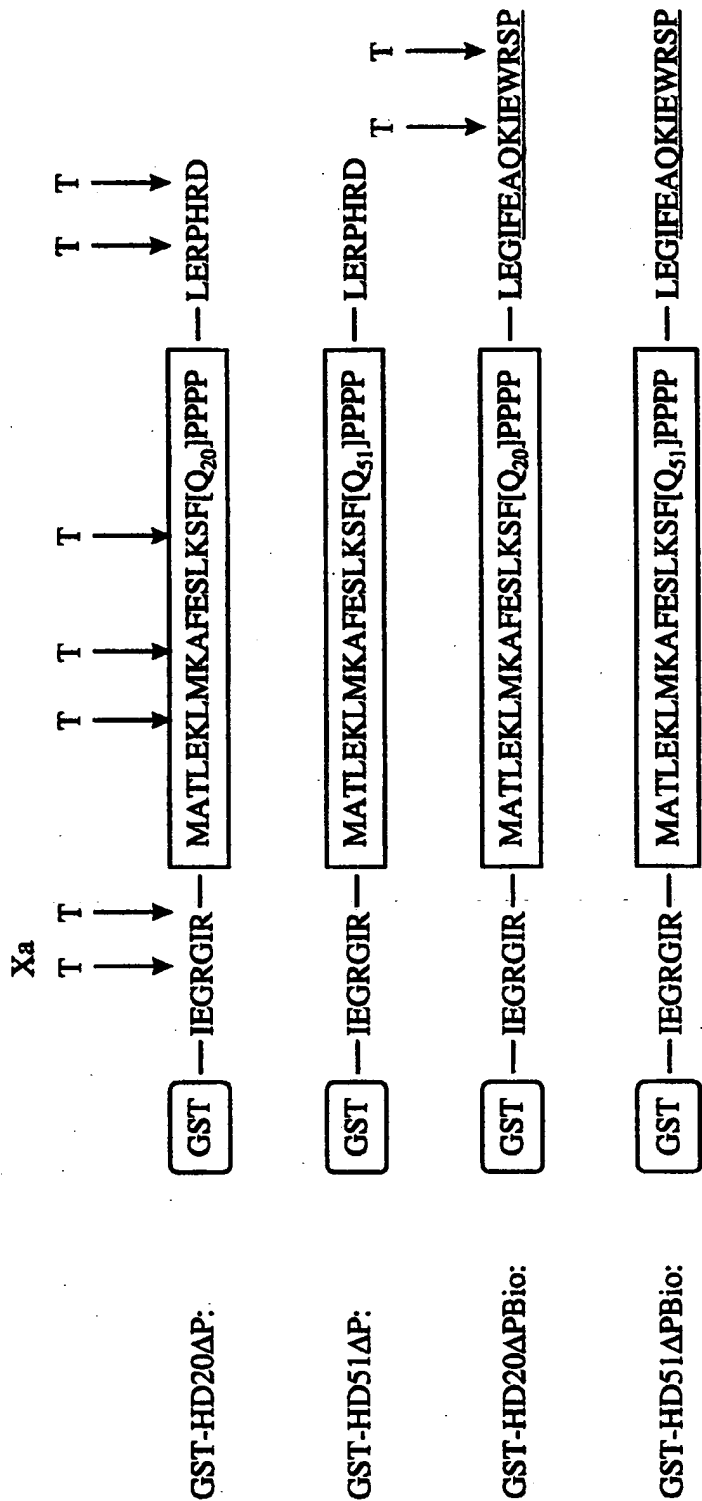 Xa
T T T T T T T
GST-HD20ΔP: GST —IEGRGIR— MATLEKLMKAFESLKSF[Q₂₀]PPPP —LERPHRD
GST-HD51ΔP: GST —IEGRGIR— MATLEKLMKAFESLKSF[Q₅₁]PPPP —LERPHRD
T T
GST-HD20ΔPBio: GST —IEGRGIR— MATLEKLMKAFESLKSF[Q₂₀]PPPP —LEGIFEAQKIEWRSP
GST-HD51ΔPBio: GST —IEGRGIR— MATLEKLMKAFESLKSF[Q₅₁]PPPP —LEGIFEAQKIEWRSP